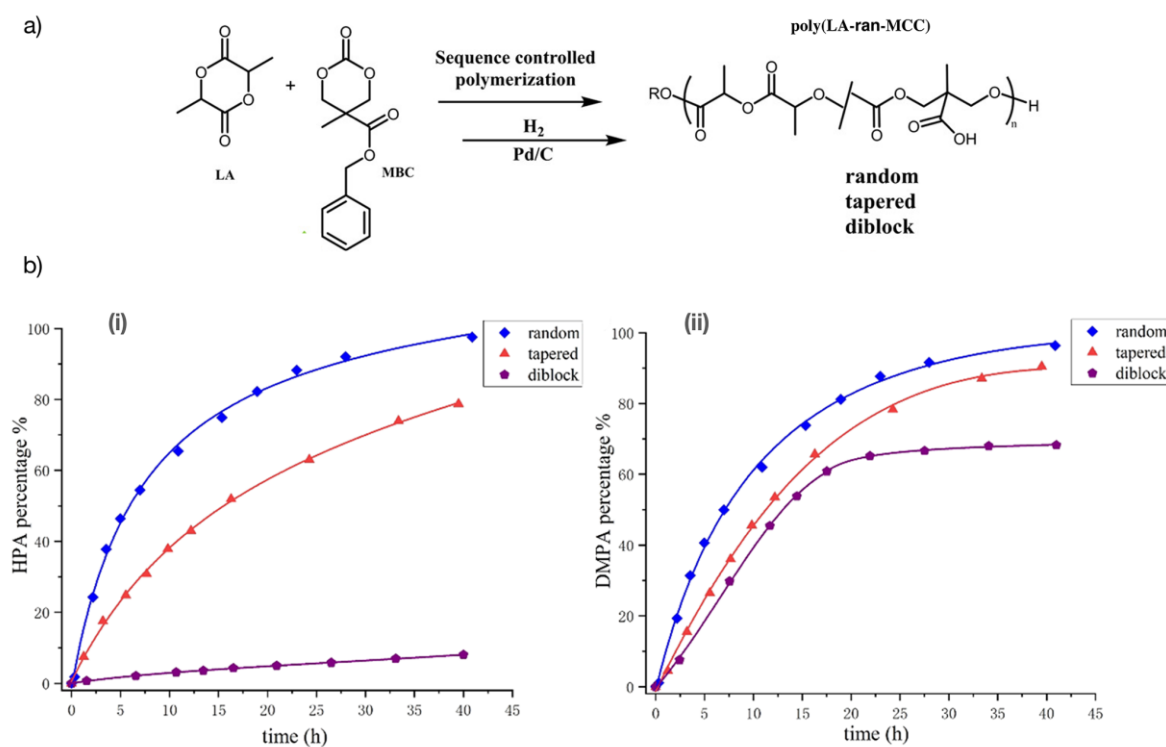 a)
poly(LA-ran-MCC)
Sequence controlled
polymerization
H2
Pd/C
LA
+
MBC
O
O
O
O
O
O
O
O
O
O
RO
O
O
O
O
O
O
O
OH
O
H
n
random
tapered
diblock
b)
(i)
random
tapered
diblock
HPA percentage %
100
80
60
40
20
0
0 5 10 15 20 25 30 35 40 45
time (h)
(ii)
random
tapered
diblock
DMPA percentage %
100
80
60
40
20
0
0 5 10 15 20 25 30 35 40 45
time (h)